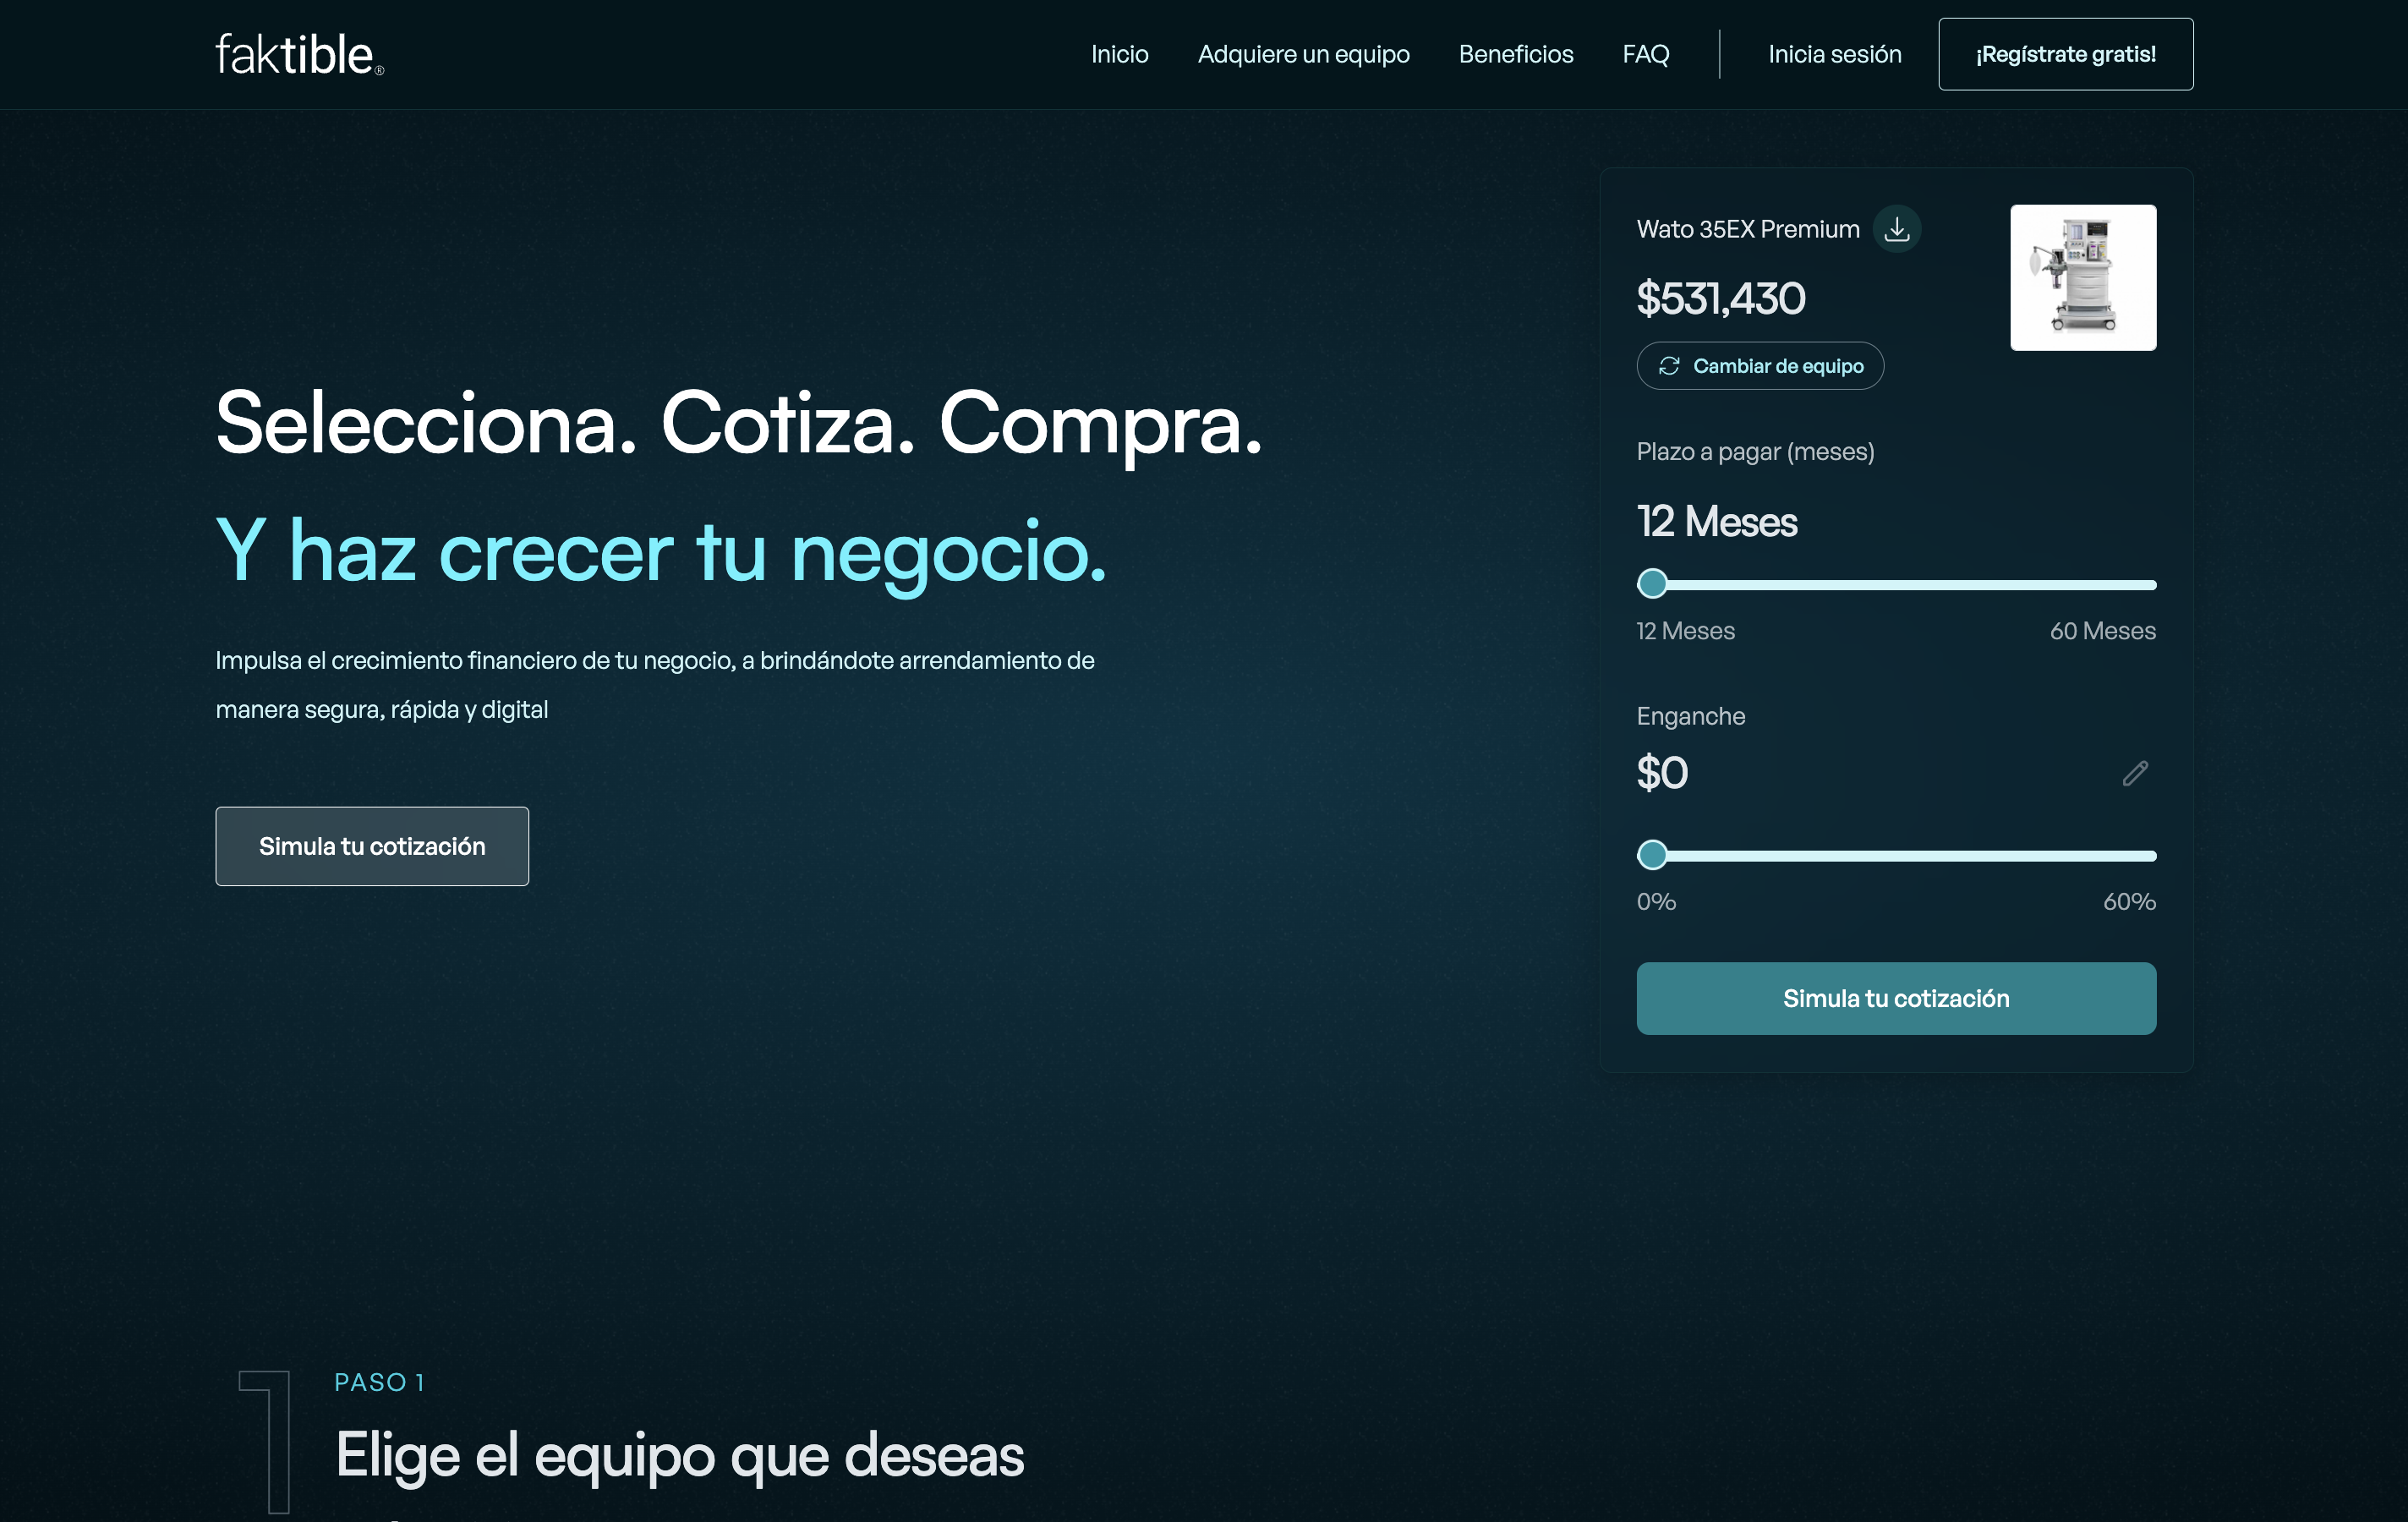 faktible®
Inicio
Adquiere un equipo
Beneficios
FAQ
Inicia sesión
¡Regístrate gratis!
Selecciona. Cotiza. Compra.
Y haz crecer tu negocio.
Impulsa el crecimiento financiero de tu negocio, a brindándote arrendamiento de
manera segura, rápida y digital
Simula tu cotización
Wato 35EX Premium
$531,430
Cambiar de equipo
Plazo a pagar (meses)
12 Meses
12 Meses
60 Meses
Enganche
$0
0%
60%
Simula tu cotización
1
PASO 1
Elige el equipo que deseas